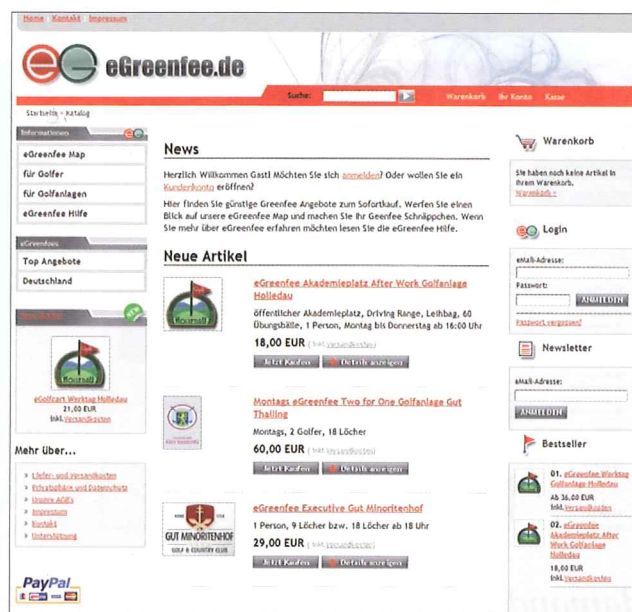 Home Kontakt Impressum
eGreenfee.de
Suche:
Warenkorb Ihr Konto Kasse
Startseite » Katalog
Informationen
eGreenfee Map
für Golfer
für Golfanlagen
eGreenfee Hilfe
eGreenfees
Top Angebote
Deutschland
NEW
eGolfcart Werktag Holledau
21,00 EUR
inkl. Versandkosten
Mehr über...
» Liefer- und Versandkosten
» Privatsphäre und Datenschutz
» Unsere AGB's
» Impressum
» Kontakt
» Unterstützung
PayPal
News
Herzlich Willkommen Gast! Möchten Sie sich anmelden? Oder wollen Sie ein
Kundenkonto eröffnen?
Hier finden Sie günstige Greenfee Angebote zum Sofortkauf. Werfen Sie einen
Blick auf unsere eGreenfee Map und machen Sie Ihr Geenfee Schnäppchen. Wenn
Sie mehr über eGreenfee erfahren möchten lesen Sie die eGreenfee Hilfe.
Neue Artikel
eGreenfee Akademieplatz After Work Golfanlage
Holledau
öffentlicher Akademieplatz, Driving Range, Leihbag, 60
Übungsbälle, 1 Person, Montag bis Donnerstag ab 16:00 Uhr
18,00 EUR ( inkl. Versandkosten)
Jetzt Kaufen Details anzeigen
Montags eGreenfee Two for One Golfanlage Gut
Thailing
Montags, 2 Golfer, 18 Löcher
60,00 EUR ( inkl. Versandkosten)
Jetzt Kaufen Details anzeigen
GUT MINORITENHOF
GOLF & COUNTRY CLUB
eGreenfee Executive Gut Minoritenhof
1 Person, 9 Löcher bzw. 18 Löcher ab 18 Uhr
29,00 EUR ( inkl. Versandkosten)
Jetzt Kaufen Details anzeigen
Warenkorb
Sie haben noch keine Artikel in
Ihrem Warenkorb.
Warenkorb »
Login
eMail-Adresse:
Passwort:
ANMELDEN
Passwort vergessen?
Newsletter
eMail-Adresse:
ANMELDEN
Bestseller
01. eGreenfee Werktag
Golfanlage Holledau
Ab 36,00 EUR
inkl. Versandkosten
02. eGreenfee
Akademieplatz After
Work Golfanlage
Holledau
18,00 EUR
inkl. Versandkosten